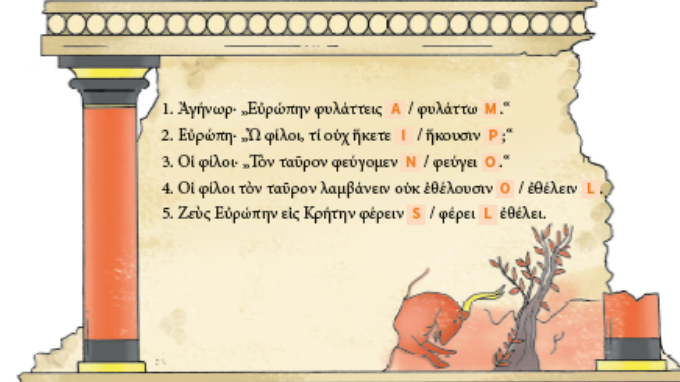 1. Ἀγήνωρ· „Εὐρώπην φυλάττεις A / φυλάττω M.“
2. Εὐρώπη· „Ὦ φίλοι, τί οὐχ ἥκετε I / ἥκουσιν P;“
3. Οἱ φίλοι· „Τὸν ταῦρον φεύγομεν N / φεύγει O.“
4. Οἱ φίλοι τὸν ταῦρον λαμβάνειν οὐκ ἐθέλουσιν O / ἐθέλειν L.
5. Ζεὺς Εὐρώπην εἰς Κρήτην φέρειν S / φέρει L ἐθέλει.